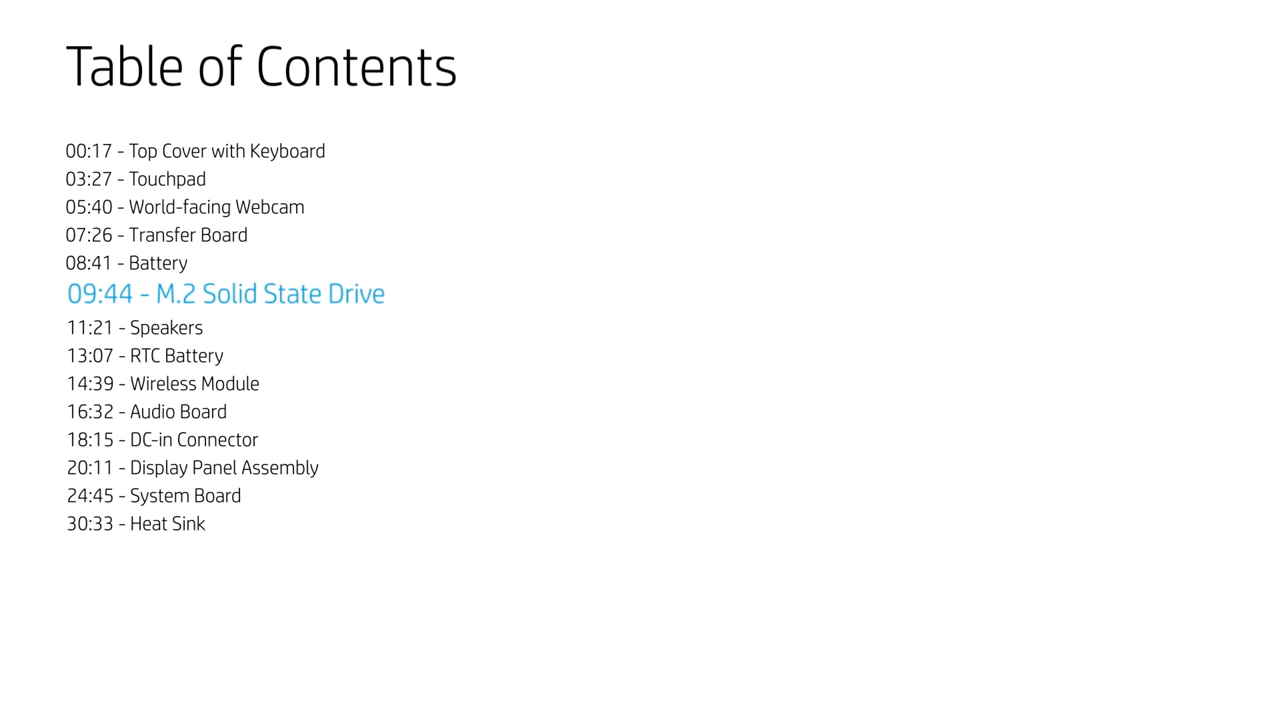 Table of Contents
00:17 - Top Cover with Keyboard
03:27 - Touchpad
05:40 - World-facing Webcam
07:26 - Transfer Board
08:41 - Battery
09:44 - M.2 Solid State Drive
11:21 - Speakers
13:07 - RTC Battery
14:39 - Wireless Module
16:32 - Audio Board
18:15 - DC-in Connector
20:11 - Display Panel Assembly
24:45 - System Board
30:33 - Heat Sink